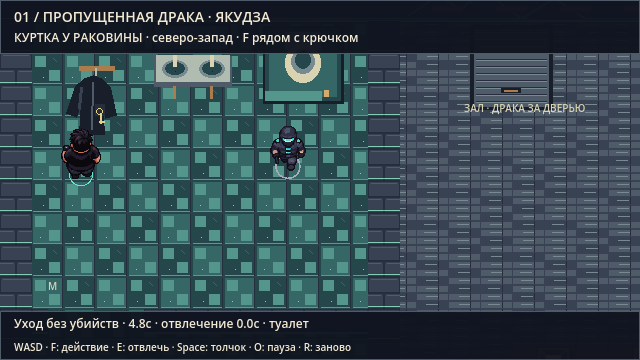 01 / ПРОПУЩЕННАЯ ДРАКА · ЯКУДЗА
КУРТКА У РАКОВИНЫ · северо-запад · F рядом с крючком
ЗАЛ · ДРАКА ЗА ДВЕРЬЮ
М
Уход без убийств · 4.8с · отвлечение 0.0с · туалет
WASD · F: действие · E: отвлечь · Space: толчок · O: пауза · R: заново